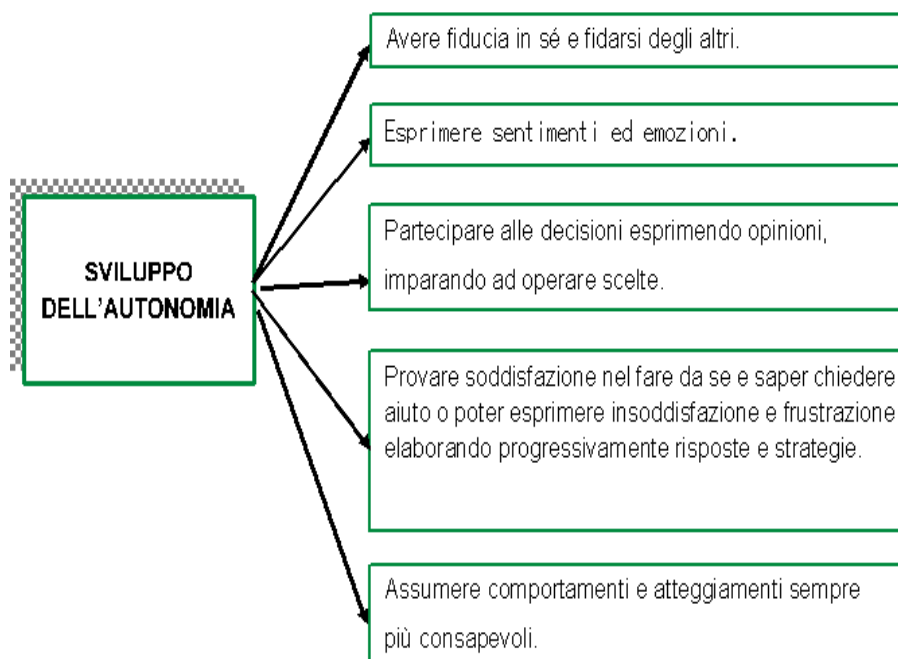 Avere fiducia in sé e fidarsi degli altri.
Esprimere sentimenti ed emozioni.
SVILUPPO
DELL'AUTONOMIA
Partecipare alle decisioni esprimendo opinioni,
imparando ad operare scelte.
Provare soddisfazione nel fare da se e saper chiedere
aiuto o poter esprimere insoddisfazione e frustrazione
elaborando progressivamente risposte e strategie.
Assumere comportamenti e atteggiamenti sempre
più consapevoli.